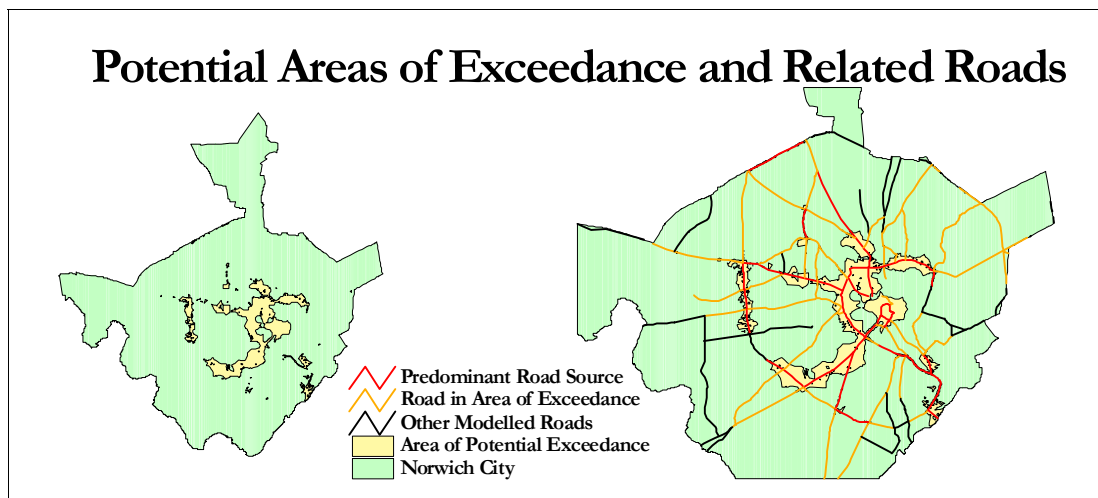 Potential Areas of Exceedance and Related Roads
Predominant Road Source
Road in Area of Exceedance
Other Modelled Roads
Area of Potential Exceedance
Norwich City